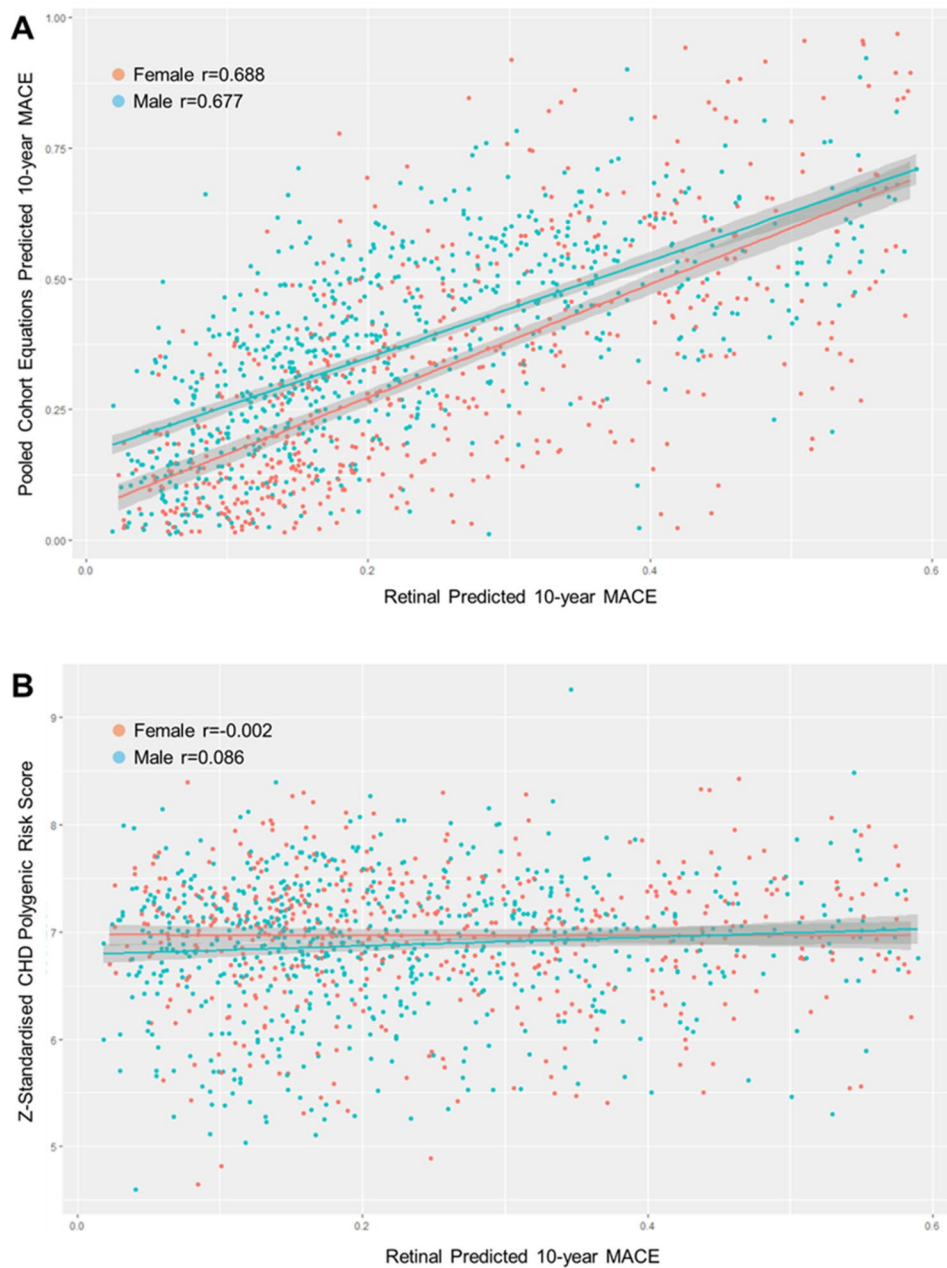 A
Pooled Cohort Equations Predicted 10-year MACE
1.00
0.75
0.50
0.25
0.00
Female r=0.688
Male r=0.677
0.0 0.2 0.4 0.6
Retinal Predicted 10-year MACE
B
Z-Standardised CHD Polygenic Risk Score
9
8
7
6
5
Female r=-0.002
Male r=0.086
0.0 0.2 0.4 0.6
Retinal Predicted 10-year MACE